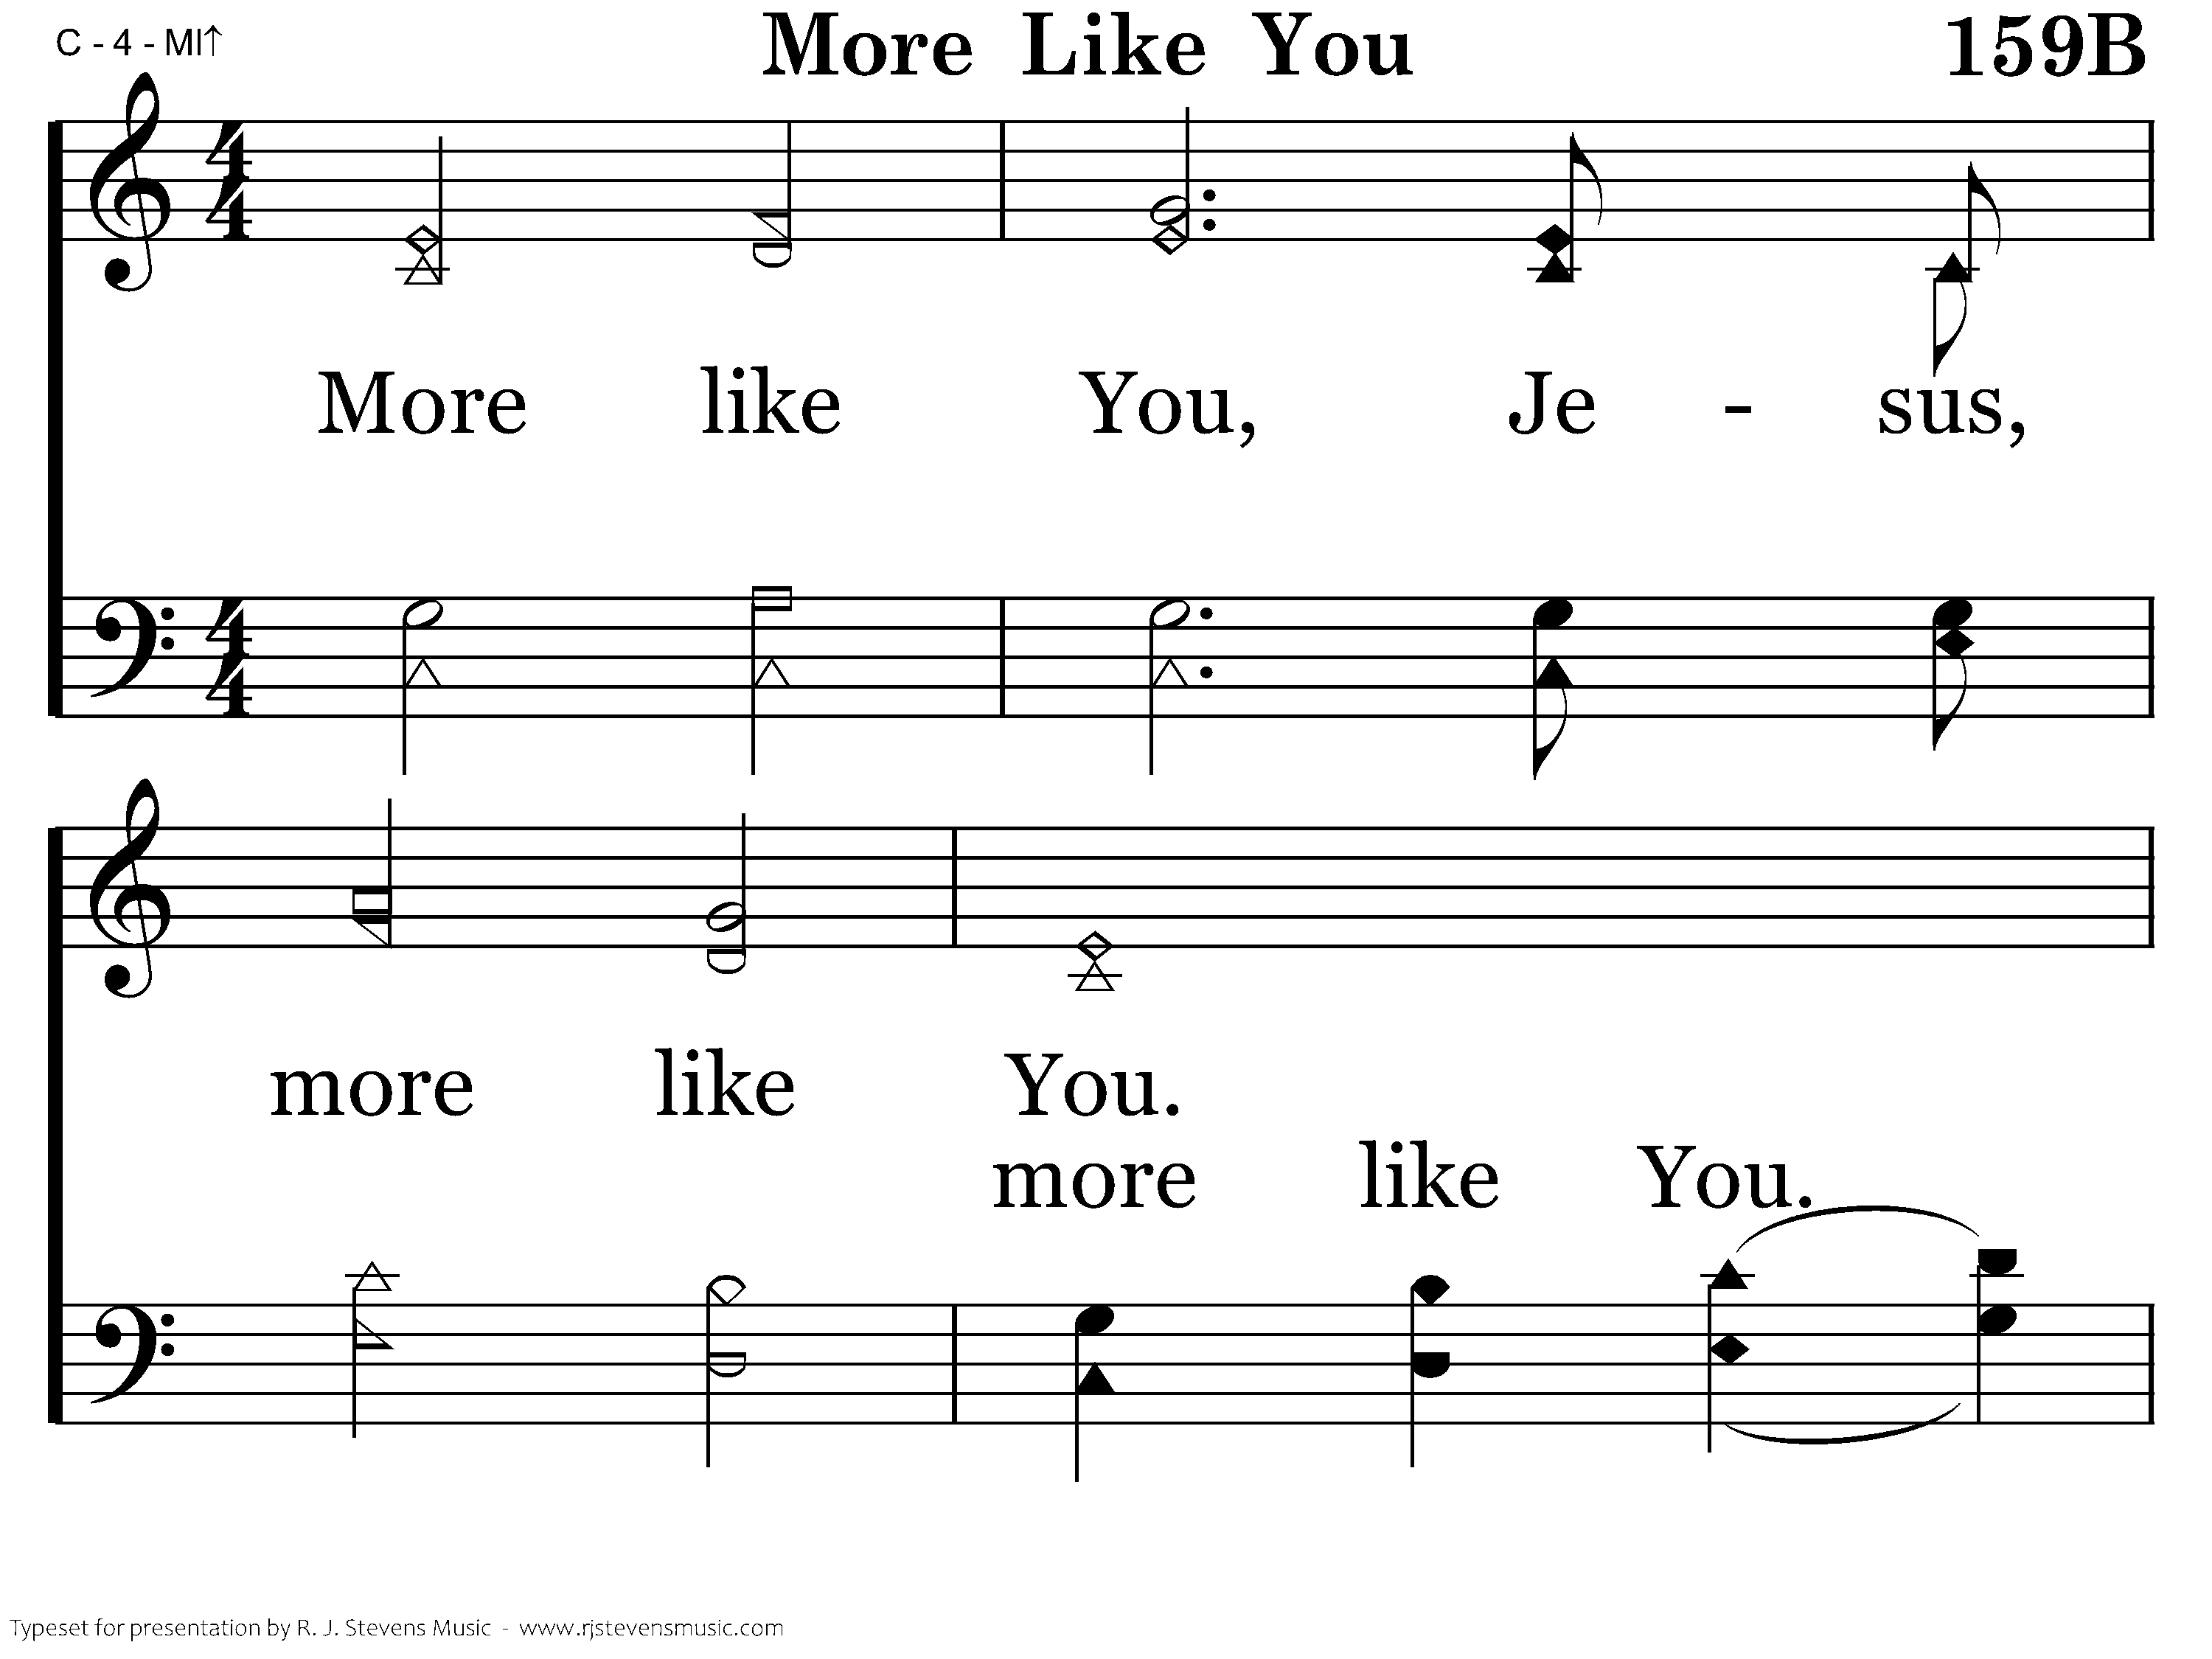 C - 4 - MI↑ More Like You 159B
More like You, Je - sus,
more like You.
more like You.
Typeset for presentation by R. J. Stevens Music - www.rjstevensmusic.com